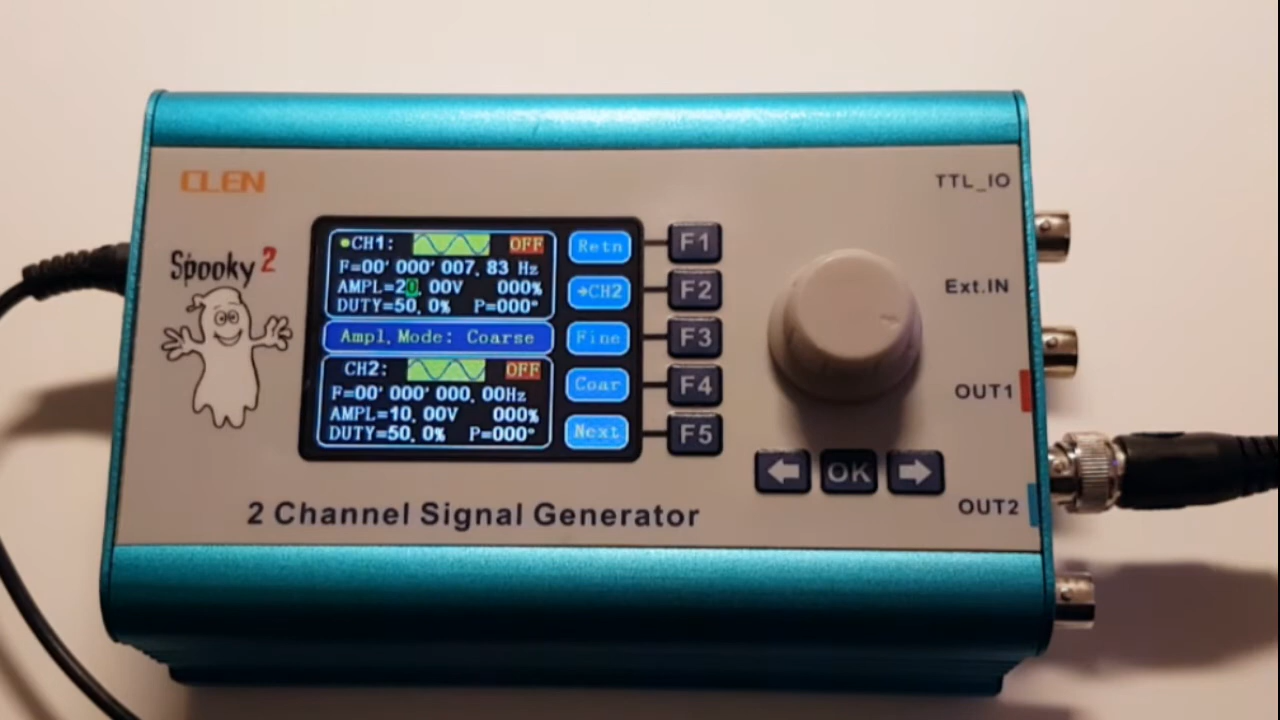 CLEN
Spooky 2
CH1: OFF
F=00'000'007.83 Hz
AMPL=20.00V 000%
DUTY=50.0% P=000°
Ampl.Mode: Coarse
CH2: OFF
F=00'000'000.00Hz
AMPL=10.00V 000%
DUTY=50.0% P=000°
Retn
→CH2
Fine
Coar
Next
F1
F2
F3
F4
F5
OK
TTL_IO
Ext.IN
OUT1
OUT2
2 Channel Signal Generator